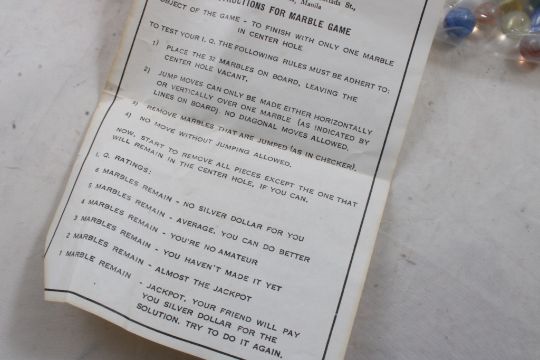 St.,
Manila
FOR MARBLE GAME
OBJECT OF THE GAME - TO FINISH WITH ONLY ONE MARBLE
IN CENTER HOLE
TO TEST YOUR I. Q. THE FOLLOWING RULES MUST BE ADHERT TO:
1) PLACE THE 32 MARBLES ON BOARD, LEAVING THE
CENTER HOLE VACANT.
2) JUMP MOVES CAN ONLY BE MADE EITHER HORIZONTALLY
OR VERTICALLY OVER ONE MARBLE (AS INDICATED BY
LINES ON BOARD). NO DIAGONAL MOVES ALLOWED.
3) REMOVE MARBLES THAT ARE JUMPED (AS IN CHECKER).
4) NO MOVE WITHOUT JUMPING ALLOWED.
NOW, START TO REMOVE ALL PIECES EXCEPT THE ONE THAT
WILL REMAIN IN THE CENTER HOLE, IF YOU CAN.
I. Q. RATINGS:
6 MARBLES REMAIN - NO SILVER DOLLAR FOR YOU
5 MARBLES REMAIN - AVERAGE, YOU CAN DO BETTER
4 MARBLES REMAIN - YOU'RE NO AMATEUR
3 MARBLES REMAIN - YOU HAVEN'T MADE IT YET
2 MARBLES REMAIN - ALMOST THE JACKPOT
1 MARBLE REMAIN - JACKPOT, YOUR FRIEND WILL PAY
YOU SILVER DOLLAR FOR THE
SOLUTION. TRY TO DO IT AGAIN.